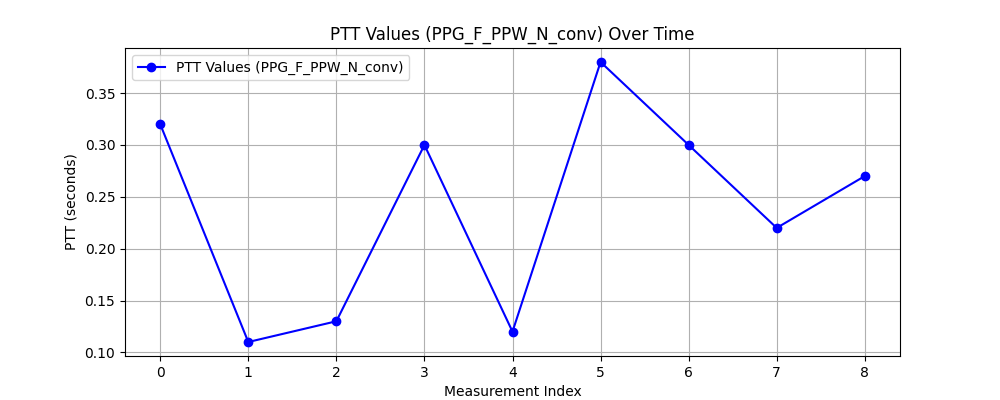 PTT Values (PPG_F_PPW_N_conv) Over Time
PTT Values (PPG_F_PPW_N_conv)
PTT (seconds)
0.35
0.30
0.25
0.20
0.15
0.10
0 1 2 3 4 5 6 7 8
Measurement Index